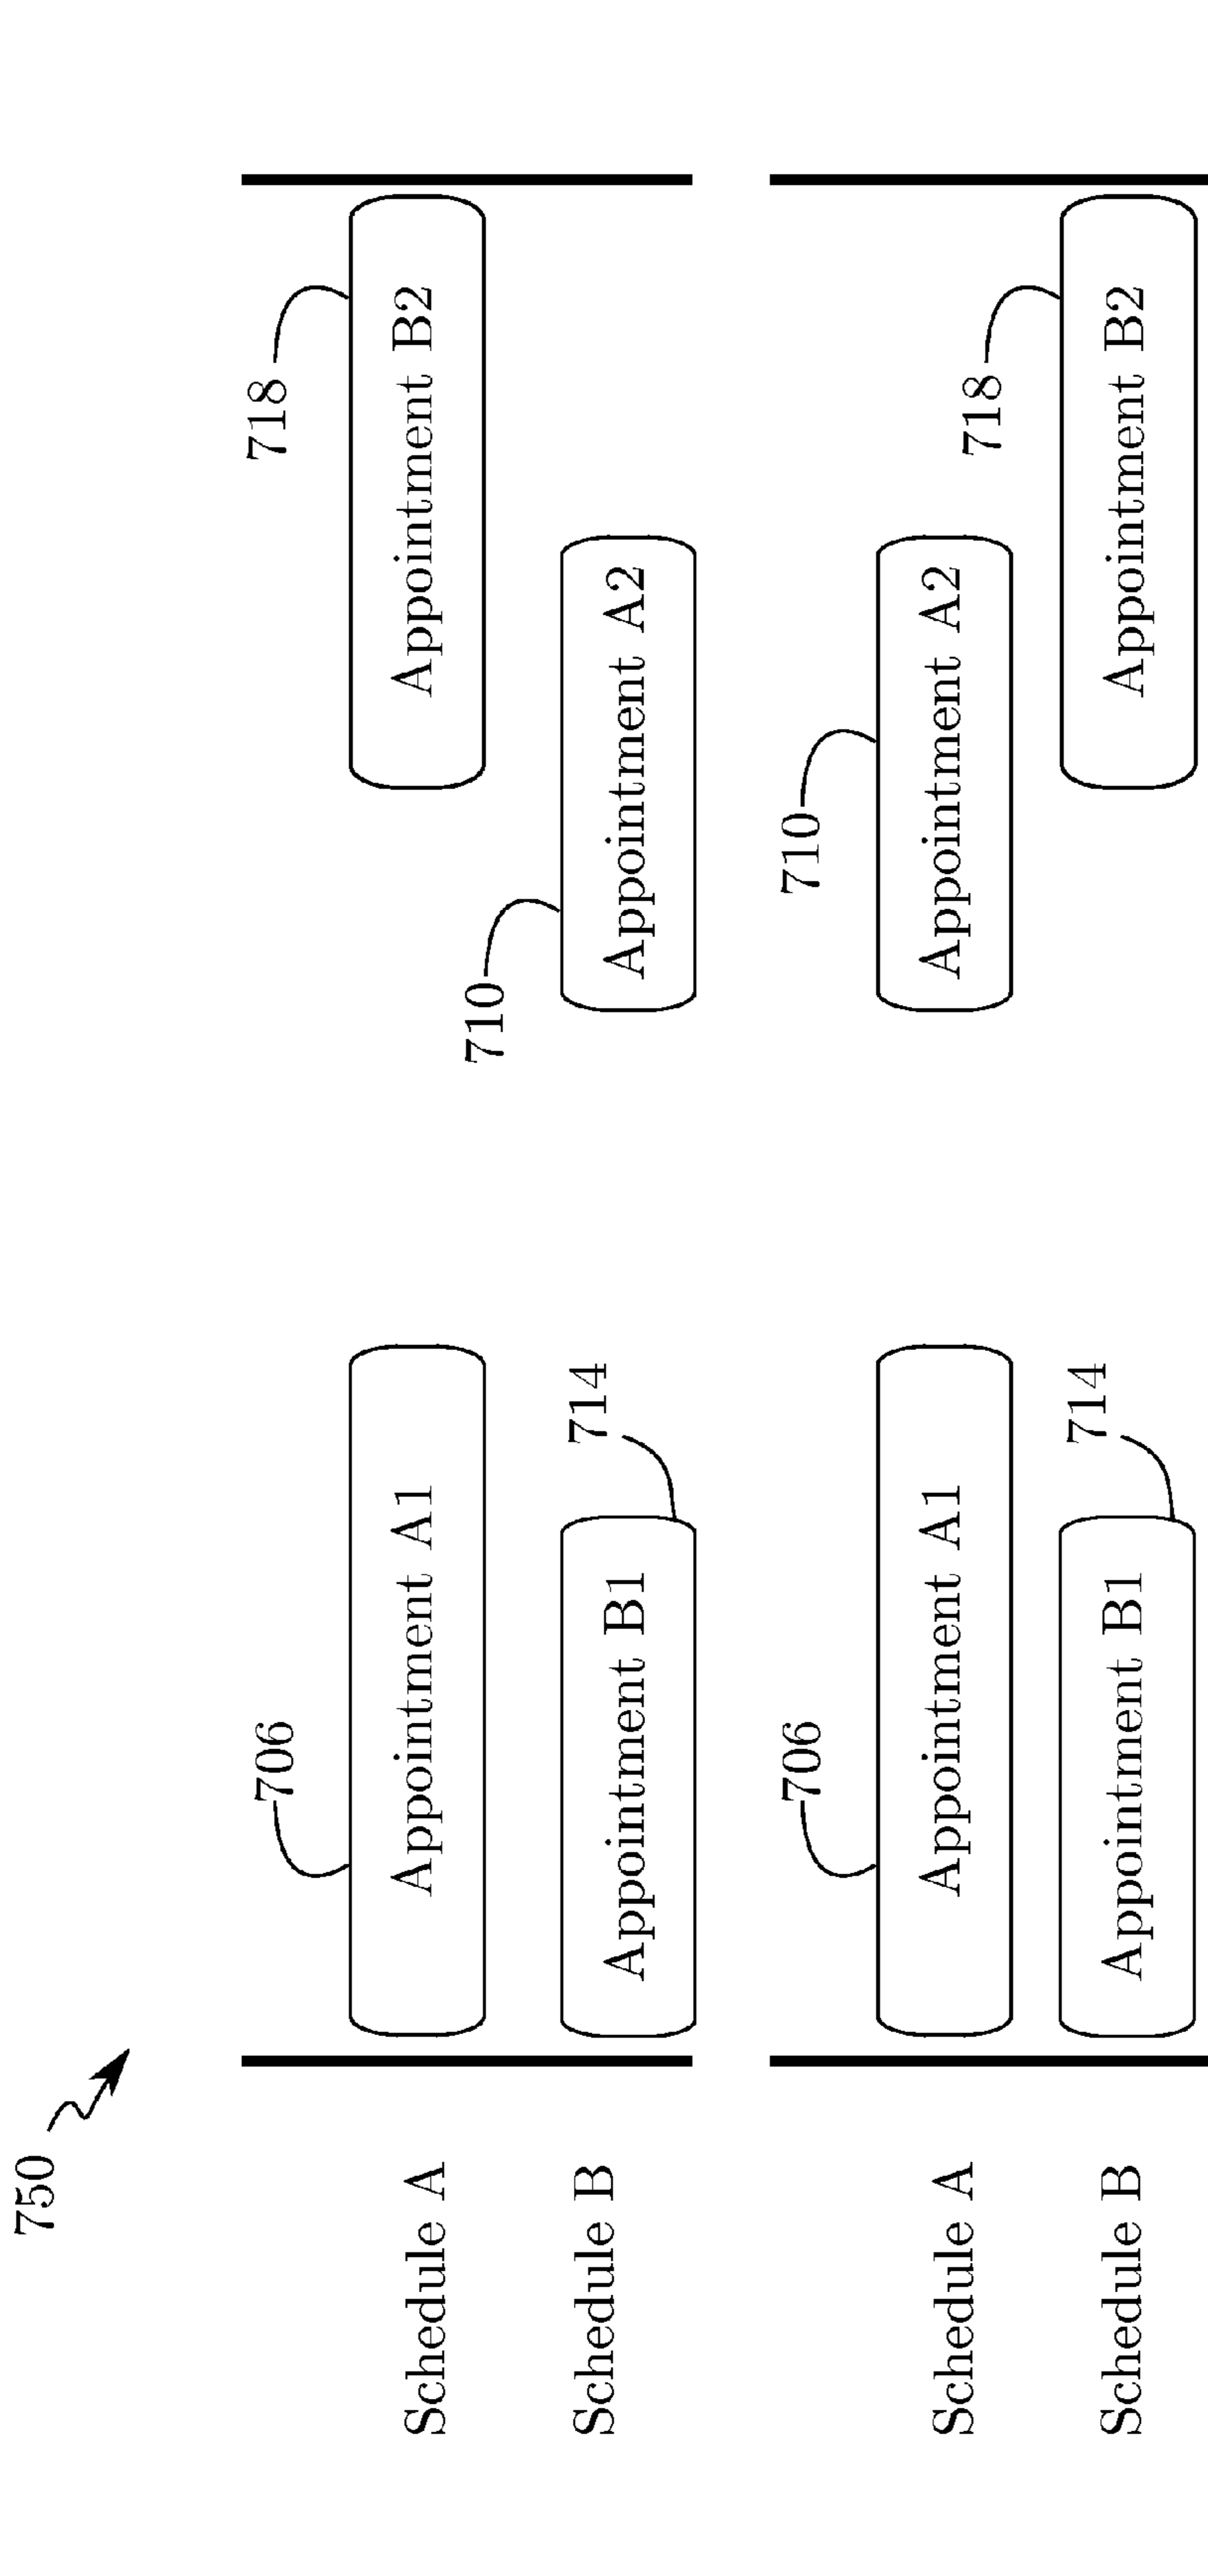 750
706
718
Schedule A
Appointment A1
Appointment B2
710
714
Schedule B
Appointment B1
Appointment A2
706
710
Schedule A
Appointment A1
Appointment A2
718
714
Schedule B
Appointment B1
Appointment B2